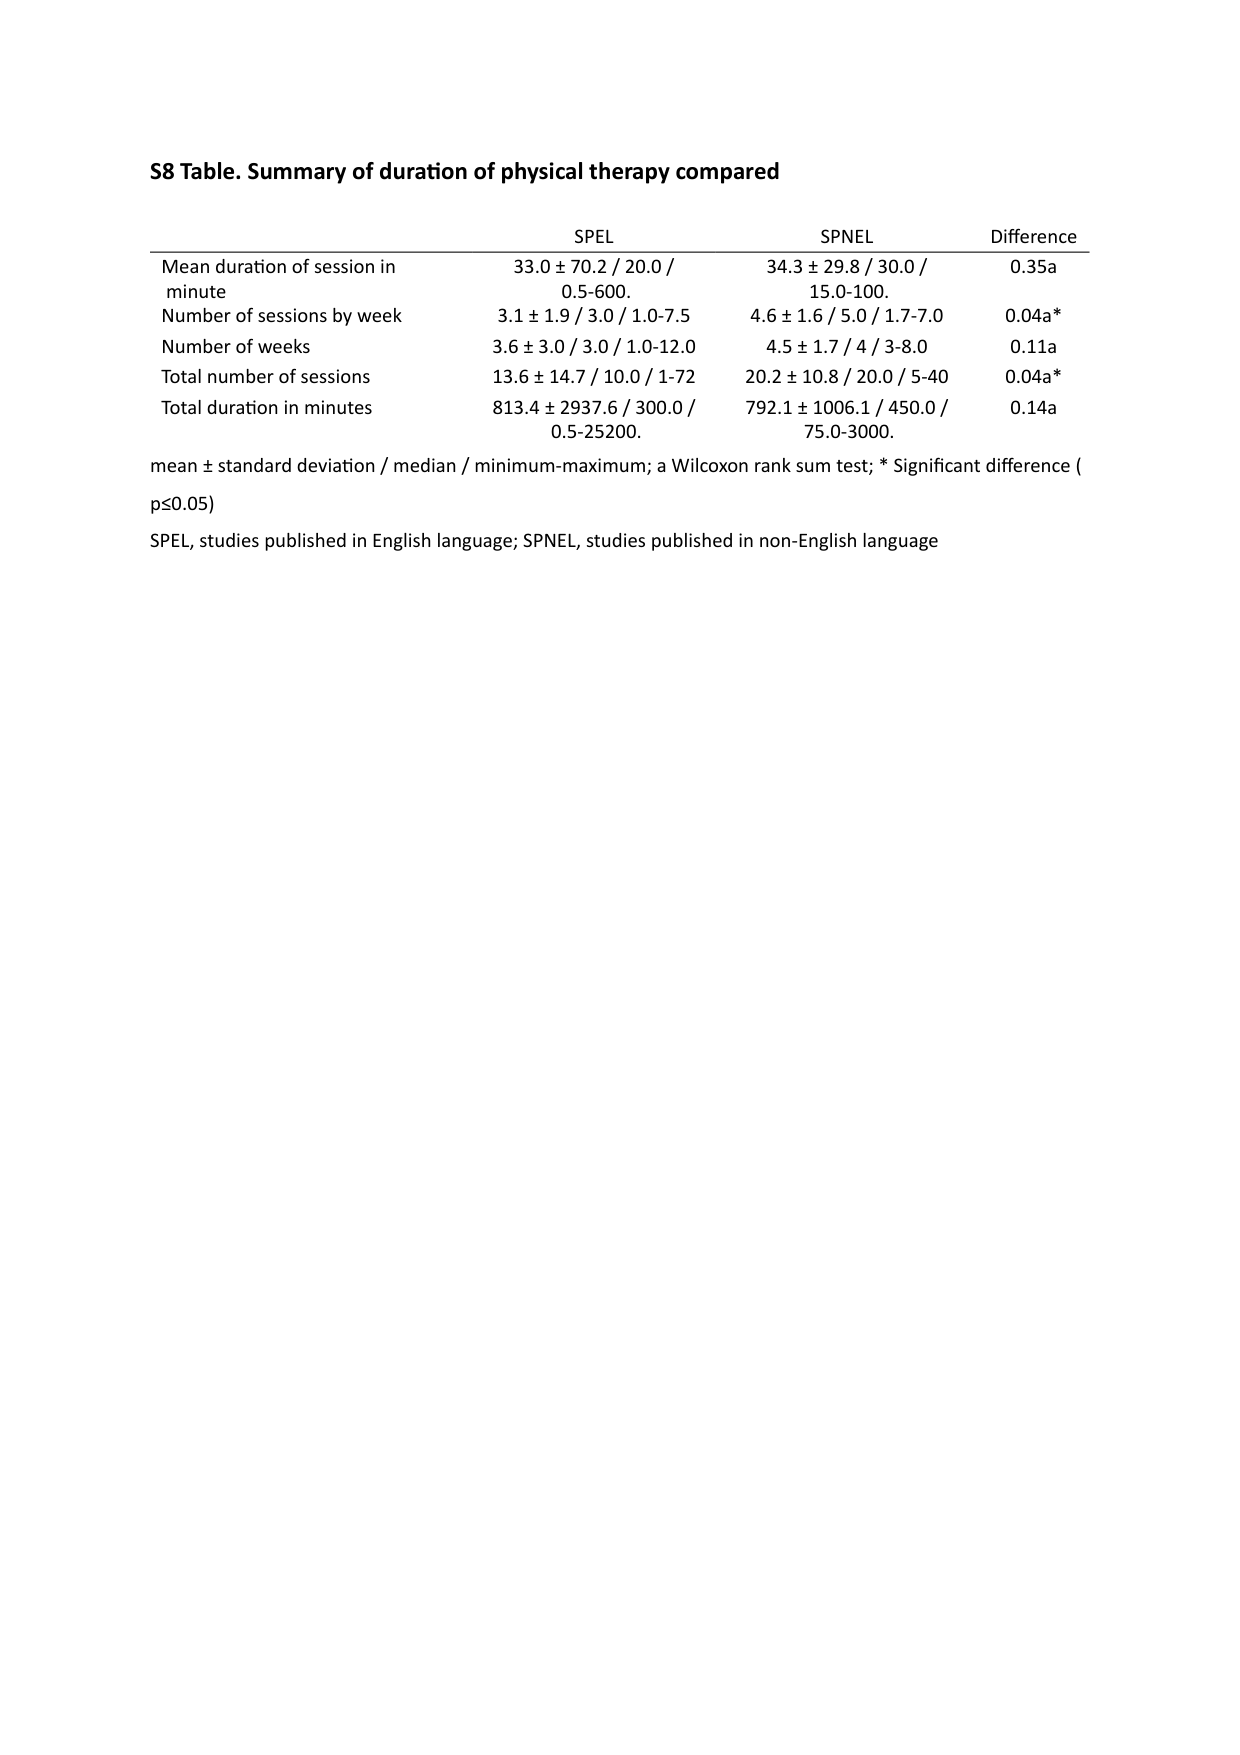 S8 Table. Summary of duration of physical therapy compared
SPEL SPNEL Difference
Mean duration of session in 33.0 ± 70.2 / 20.0 / 34.3 ± 29.8 / 30.0 / 0.35a
minute 0.5-600. 15.0-100.
Number of sessions by week 3.1 ± 1.9 / 3.0 / 1.0-7.5 4.6 ± 1.6 / 5.0 / 1.7-7.0 0.04a*
Number of weeks 3.6 ± 3.0 / 3.0 / 1.0-12.0 4.5 ± 1.7 / 4 / 3-8.0 0.11a
Total number of sessions 13.6 ± 14.7 / 10.0 / 1-72 20.2 ± 10.8 / 20.0 / 5-40 0.04a*
Total duration in minutes 813.4 ± 2937.6 / 300.0 / 792.1 ± 1006.1 / 450.0 / 0.14a
0.5-25200. 75.0-3000.
mean ± standard deviation / median / minimum-maximum; a Wilcoxon rank sum test; * Significant difference (
p≤0.05)
SPEL, studies published in English language; SPNEL, studies published in non-English language